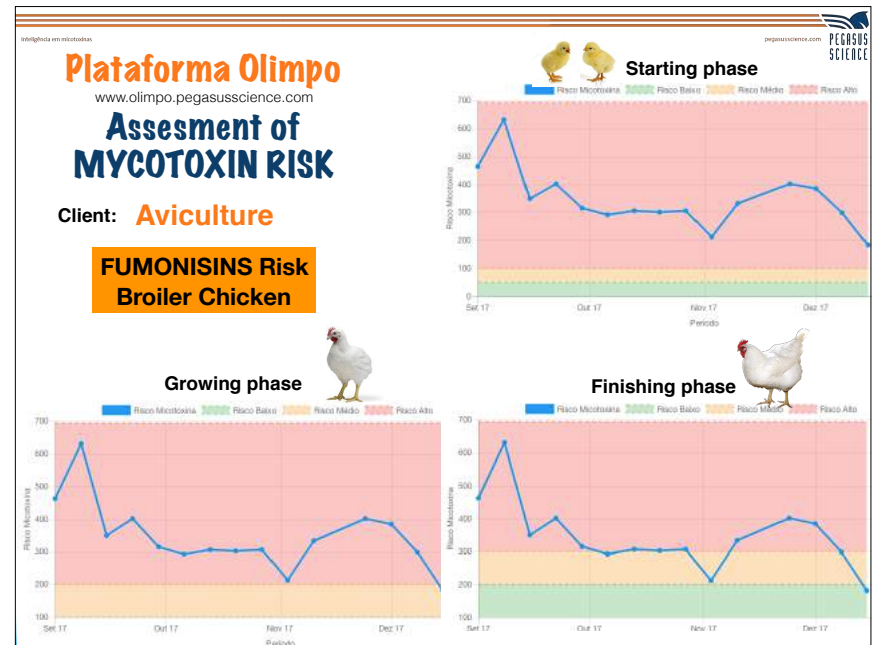 Inteligência em micotoxinas
pegasusscience.com
PEGASUS
SCIENCE
Plataforma Olimpo
www.olimpo.pegasusscience.com
Assesment of
MYCOTOXIN RISK
Client: Aviculture
FUMONISINS Risk
Broiler Chicken
Starting phase
Risco Micotoxina Risco Baixo Risco Médio Risco Alto
Risco Micotoxina
700
600
500
400
300
200
100
0
Set 17 Out 17 Nov 17 Dez 17
Período
Growing phase
Risco Micotoxina Risco Baixo Risco Médio Risco Alto
Risco Micotoxina
700
600
500
400
300
200
100
Set 17 Out 17 Nov 17 Dez 17
Período
Finishing phase
Risco Micotoxina Risco Baixo Risco Médio Risco Alto
Risco Micotoxina
700
600
500
400
300
200
100
Set 17 Out 17 Nov 17 Dez 17